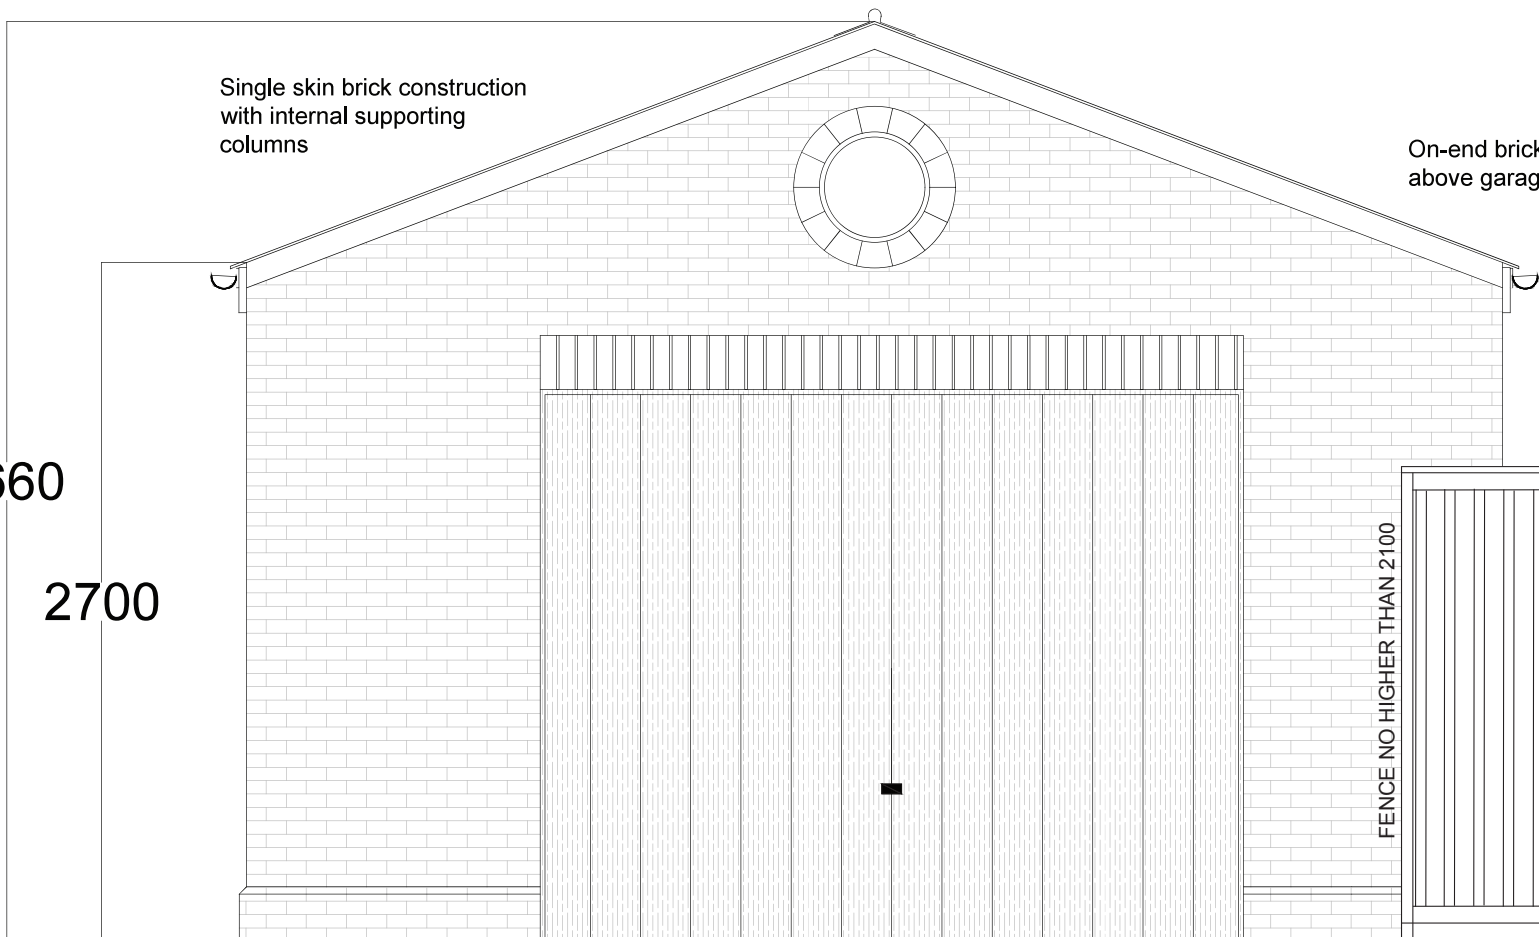 Single skin brick construction
with internal supporting
columns
On-end brick
above garag
660
2700
FENCE NO HIGHER THAN 2100